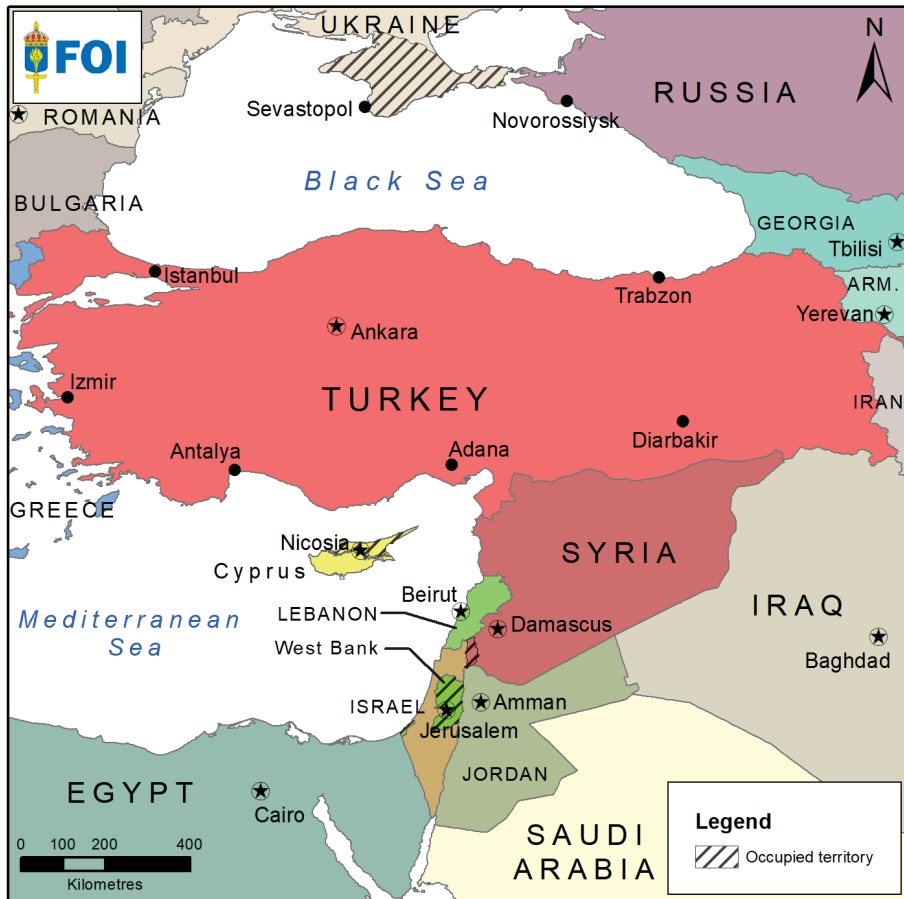 FOI
UKRAINE
N
RUSSIA
ROMANIA
Sevastopol
Novorossiysk
Black Sea
BULGARIA
GEORGIA
Tbilisi
Istanbul
Trabzon
ARM.
Yerevan
Ankara
Izmir
TURKEY
IRAN
Diarbakir
Antalya
Adana
GREECE
Nicosia
SYRIA
Cyprus
Beirut
IRAQ
LEBANON
Mediterranean
Sea
Damascus
West Bank
Baghdad
ISRAEL
Amman
Jerusalem
JORDAN
EGYPT
Cairo
SAUDI
ARABIA
Legend
Occupied territory
0 100 200 400
Kilometres